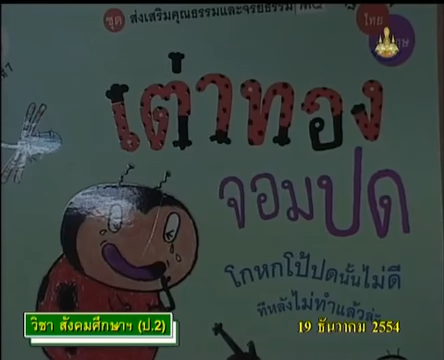 ชุด ส่งเสริมคุณธรรมและจริยธรรม
ไทย
เต่าทอง
จอมปด
โกหกโป้ปดนั้นไม่ดี
ทีหลังไม่ทำแล้วล่ะ
วิชา สังคมศึกษาฯ (ป.2)
19 ธันวาคม 2554